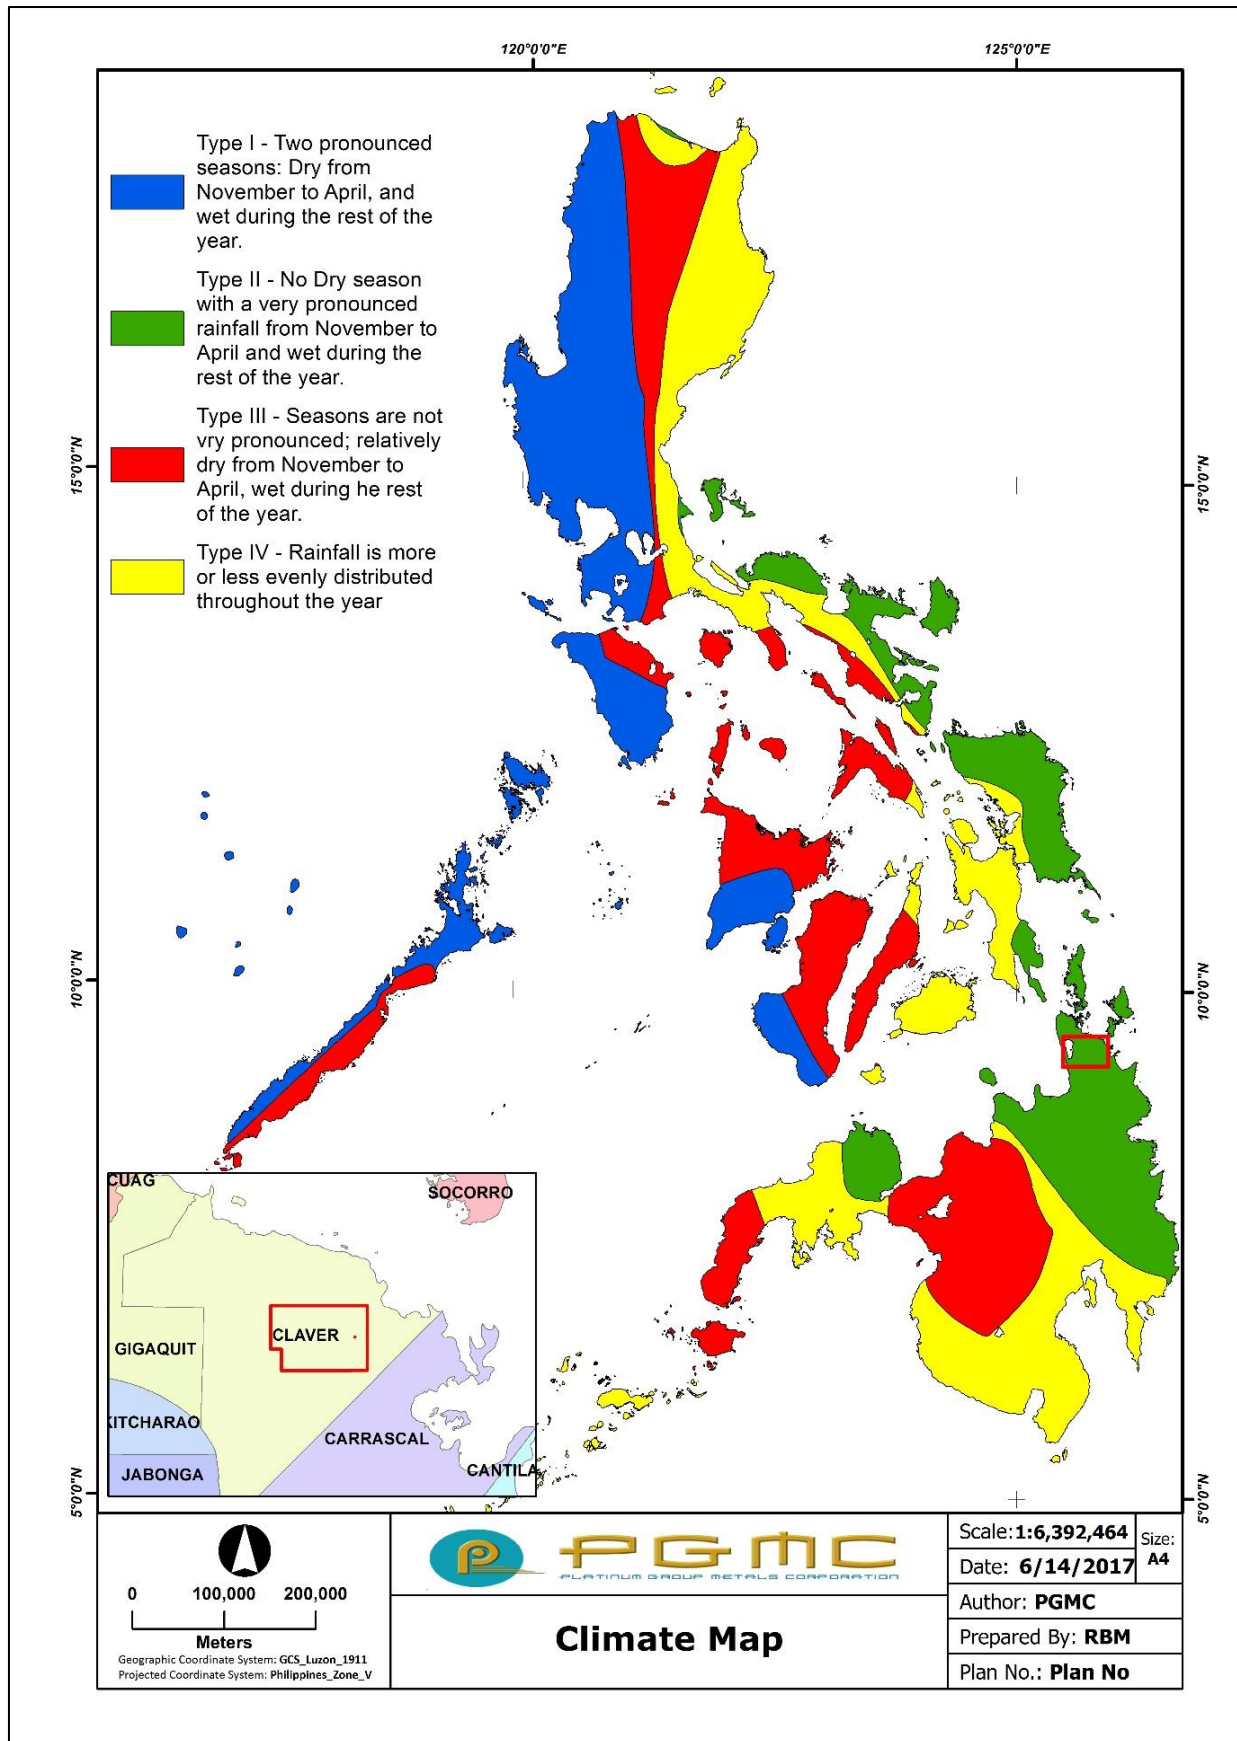 120°0'0"E
125°0'0"E
Type I - Two pronounced
seasons: Dry from
November to April, and
wet during the rest of the
year.
Type II - No Dry season
with a very pronounced
rainfall from November to
April and wet during the
rest of the year.
Type III - Seasons are not
vry pronounced; relatively
dry from November to
April, wet during he rest
of the year.
Type IV - Rainfall is more
or less evenly distributed
throughout the year
15°0'0"N
15°0'0"N
10°0'0"N
10°0'0"N
5°0'0"N
5°0'0"N
CUAG
SOCORRO
CLAVER
GIGAQUIT
KITCHARAO
CARRASCAL
JABONGA
CANTILA
0 100,000 200,000
Meters
Geographic Coordinate System: GCS_Luzon_1911
Projected Coordinate System: Philippines_Zone_V
P
PGMC
PLATINUM GROUP METALS CORPORATION
Climate Map
Scale:1:6,392,464
Size:
A4
Date: 6/14/2017
Author: PGMC
Prepared By: RBM
Plan No.: Plan No